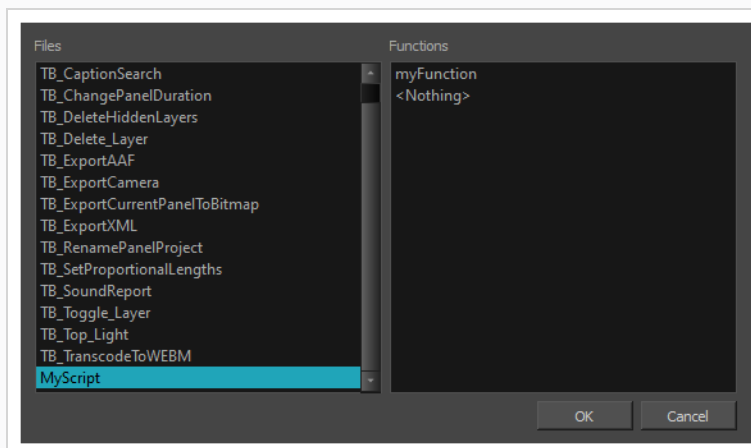 Files
TB_CaptionSearch
TB_ChangePanelDuration
TB_DeleteHiddenLayers
TB_Delete_Layer
TB_ExportAAF
TB_ExportCamera
TB_ExportCurrentPanelToBitmap
TB_ExportXML
TB_RenamePanelProject
TB_SetProportionalLengths
TB_SoundReport
TB_Toggle_Layer
TB_Top_Light
TB_TranscodeToWEBM
MyScript
Functions
myFunction
<Nothing>
OK
Cancel